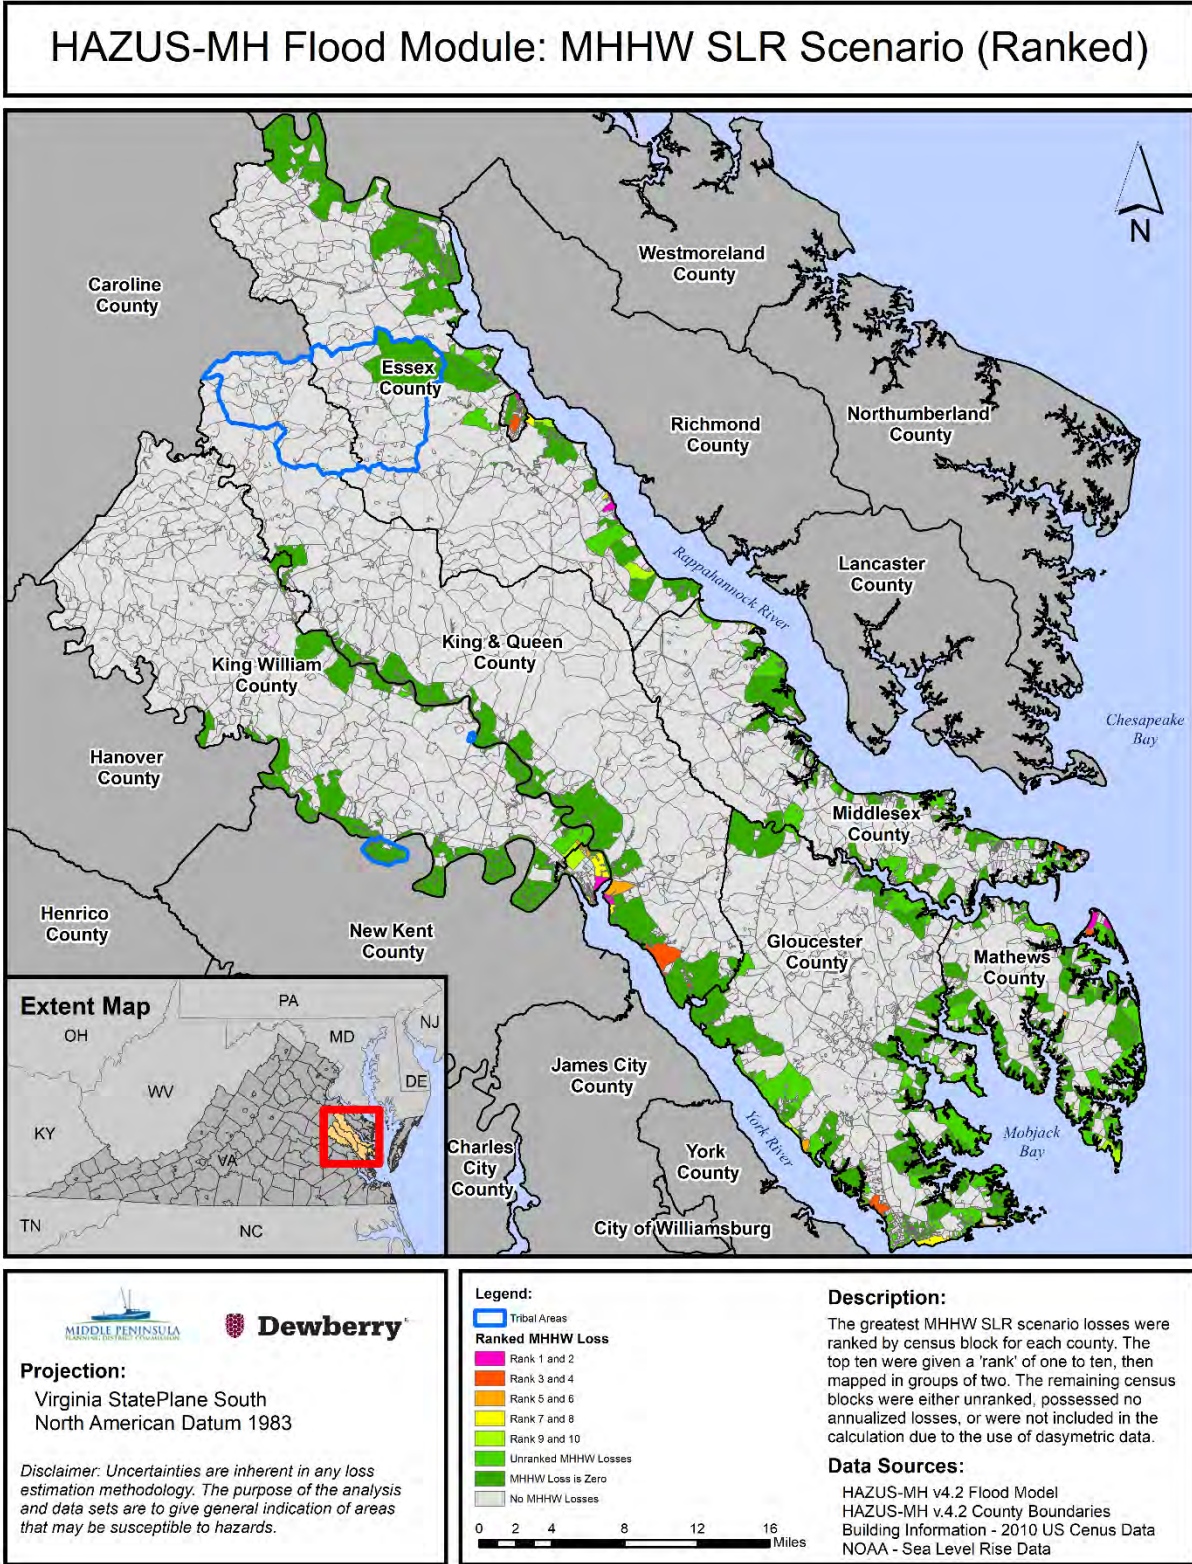 HAZUS-MH Flood Module: MHHW SLR Scenario (Ranked)
N
Westmoreland
County
Caroline
County
Essex
County
Richmond
County
Northumberland
County
Rappahannock River
Lancaster
County
King & Queen
County
King William
County
Chesapeake
Bay
Hanover
County
Middlesex
County
Henrico
County
New Kent
County
Gloucester
County
Mathews
County
James City
County
York River
Mobjack
Bay
Charles
City
County
York
County
City of Williamsburg
Extent Map
PA
OH
NJ
MD
DE
WV
KY
VA
TN
NC
MIDDLE PENINSULA
PLANNING DISTRICT COMMISSION
Dewberry
Projection:
Virginia StatePlane South
North American Datum 1983
Disclaimer: Uncertainties are inherent in any loss
estimation methodology. The purpose of the analysis
and data sets are to give general indication of areas
that may be susceptible to hazards.
Legend:
Tribal Areas
Ranked MHHW Loss
Rank 1 and 2
Rank 3 and 4
Rank 5 and 6
Rank 7 and 8
Rank 9 and 10
Unranked MHHW Losses
MHHW Loss is Zero
No MHHW Losses
0 2 4 8 12 16
Miles
Description:
The greatest MHHW SLR scenario losses were
ranked by census block for each county. The
top ten were given a 'rank' of one to ten, then
mapped in groups of two. The remaining census
blocks were either unranked, possessed no
annualized losses, or were not included in the
calculation due to the use of dasymetric data.
Data Sources:
HAZUS-MH v4.2 Flood Model
HAZUS-MH v.4.2 County Boundaries
Building Information - 2010 US Cenus Data
NOAA - Sea Level Rise Data